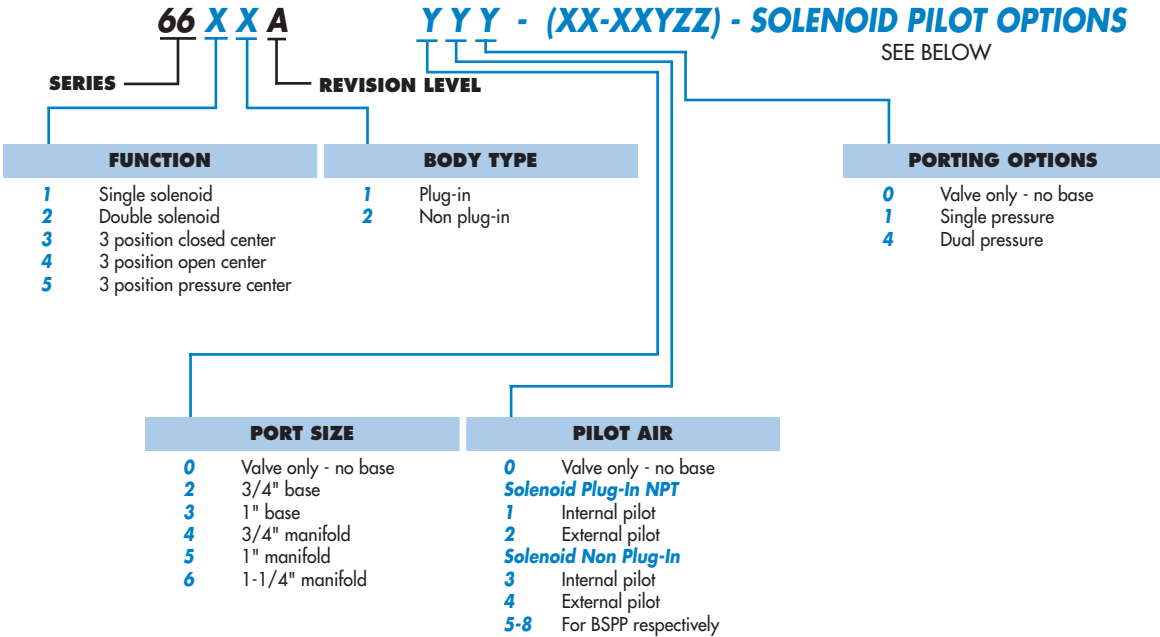 66 X X A Y Y Y - (XX-XXYZZ) - SOLENOID PILOT OPTIONS
SEE BELOW
SERIES
REVISION LEVEL
FUNCTION
1 Single solenoid
2 Double solenoid
3 3 position closed center
4 3 position open center
5 3 position pressure center
BODY TYPE
1 Plug-in
2 Non plug-in
PORTING OPTIONS
0 Valve only - no base
1 Single pressure
4 Dual pressure
PORT SIZE
0 Valve only - no base
2 3/4" base
3 1" base
4 3/4" manifold
5 1" manifold
6 1-1/4" manifold
PILOT AIR
0 Valve only - no base
Solenoid Plug-In NPT
1 Internal pilot
2 External pilot
Solenoid Non Plug-In
3 Internal pilot
4 External pilot
5-8 For BSPP respectively